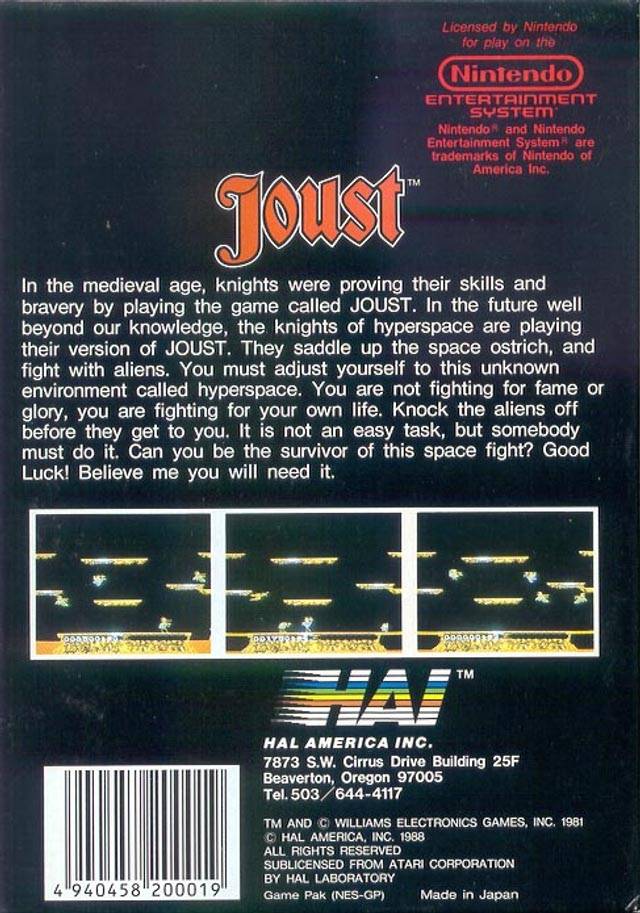 Licensed by Nintendo
for play on the
Nintendo
ENTERTAINMENT
SYSTEM
Nintendo® and Nintendo
Entertainment System® are
trademarks of Nintendo of
America Inc.
Joust™
In the medieval age, knights were proving their skills and
bravery by playing the game called JOUST. In the future well
beyond our knowledge, the knights of hyperspace are playing
their version of JOUST. They saddle up the space ostrich, and
fight with aliens. You must adjust yourself to this unknown
environment called hyperspace. You are not fighting for fame or
glory, you are fighting for your own life. Knock the aliens off
before they get to you. It is not an easy task, but somebody
must do it. Can you be the survivor of this space fight? Good
Luck! Believe me you will need it.
HAL™
HAL AMERICA INC.
7873 S.W. Cirrus Drive Building 25F
Beaverton, Oregon 97005
Tel. 503/644-4117
TM AND © WILLIAMS ELECTRONICS GAMES, INC. 1981
© HAL AMERICA, INC. 1988
ALL RIGHTS RESERVED
SUBLICENSED FROM ATARI CORPORATION
BY HAL LABORATORY
Game Pak (NES-GP) Made in Japan
4 940458 200019